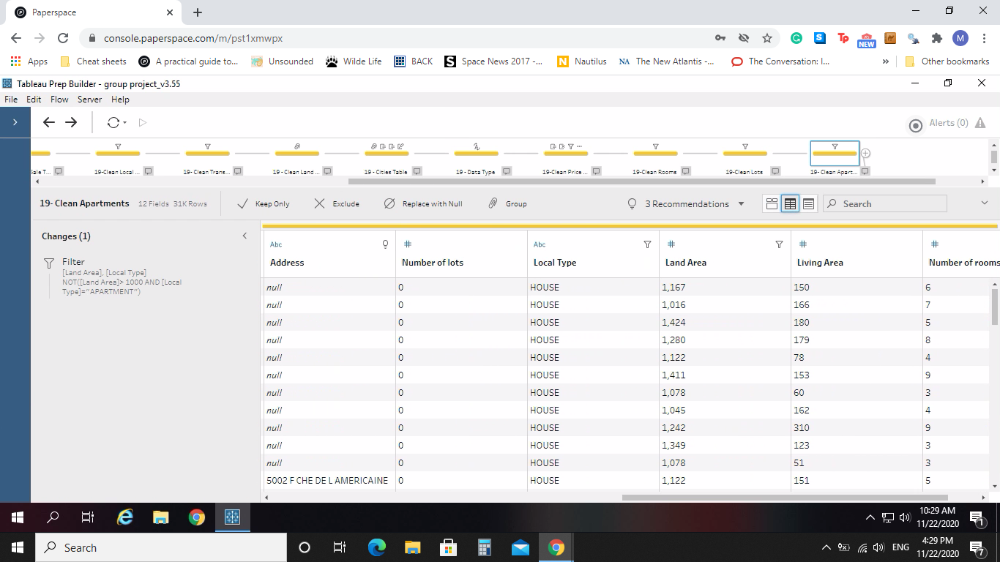 Paperspace
console.paperspace.com/m/pst1xmwpx
NEW
M
Apps Cheat sheets A practical guide to... Unsounded Wilde Life BACK Space News 2017 -... Nautilus NA The New Atlantis -... The Conversation: I... » Other bookmarks
Tableau Prep Builder - group project_v3.55
File Edit Flow Server Help
Alerts (0)
Sale T... 19-Clean Local ... 19- Clean Trans... 19- Clean Land ... 19 - Cities Table 19 - Data Type 19-Clean Price ... 19-Clean Rooms 19-Clean Lots 19- Clean Apart...
19- Clean Apartments 12 Fields 31K Rows Keep Only Exclude Replace with Null Group 3 Recommendations Search
Changes (1)
Filter
[Land Area], [Local Type]
NOT([Land Area]> 1000 AND [Local
Type]="APARTMENT")
Abc # Abc # # #
Address Number of lots Local Type Land Area Living Area Number of rooms
null 0 HOUSE 1,167 150 6
null 0 HOUSE 1,016 166 7
null 0 HOUSE 1,424 180 5
null 0 HOUSE 1,280 179 8
null 0 HOUSE 1,122 78 4
null 0 HOUSE 1,411 153 9
null 0 HOUSE 1,078 60 3
null 0 HOUSE 1,045 162 4
null 0 HOUSE 1,242 310 9
null 0 HOUSE 1,349 123 3
null 0 HOUSE 1,078 51 3
5002 F CHE DE L AMERICAINE 0 HOUSE 1,122 151 5
10:29 AM
11/22/2020
1
Search
ENG
4:29 PM
11/22/2020
7